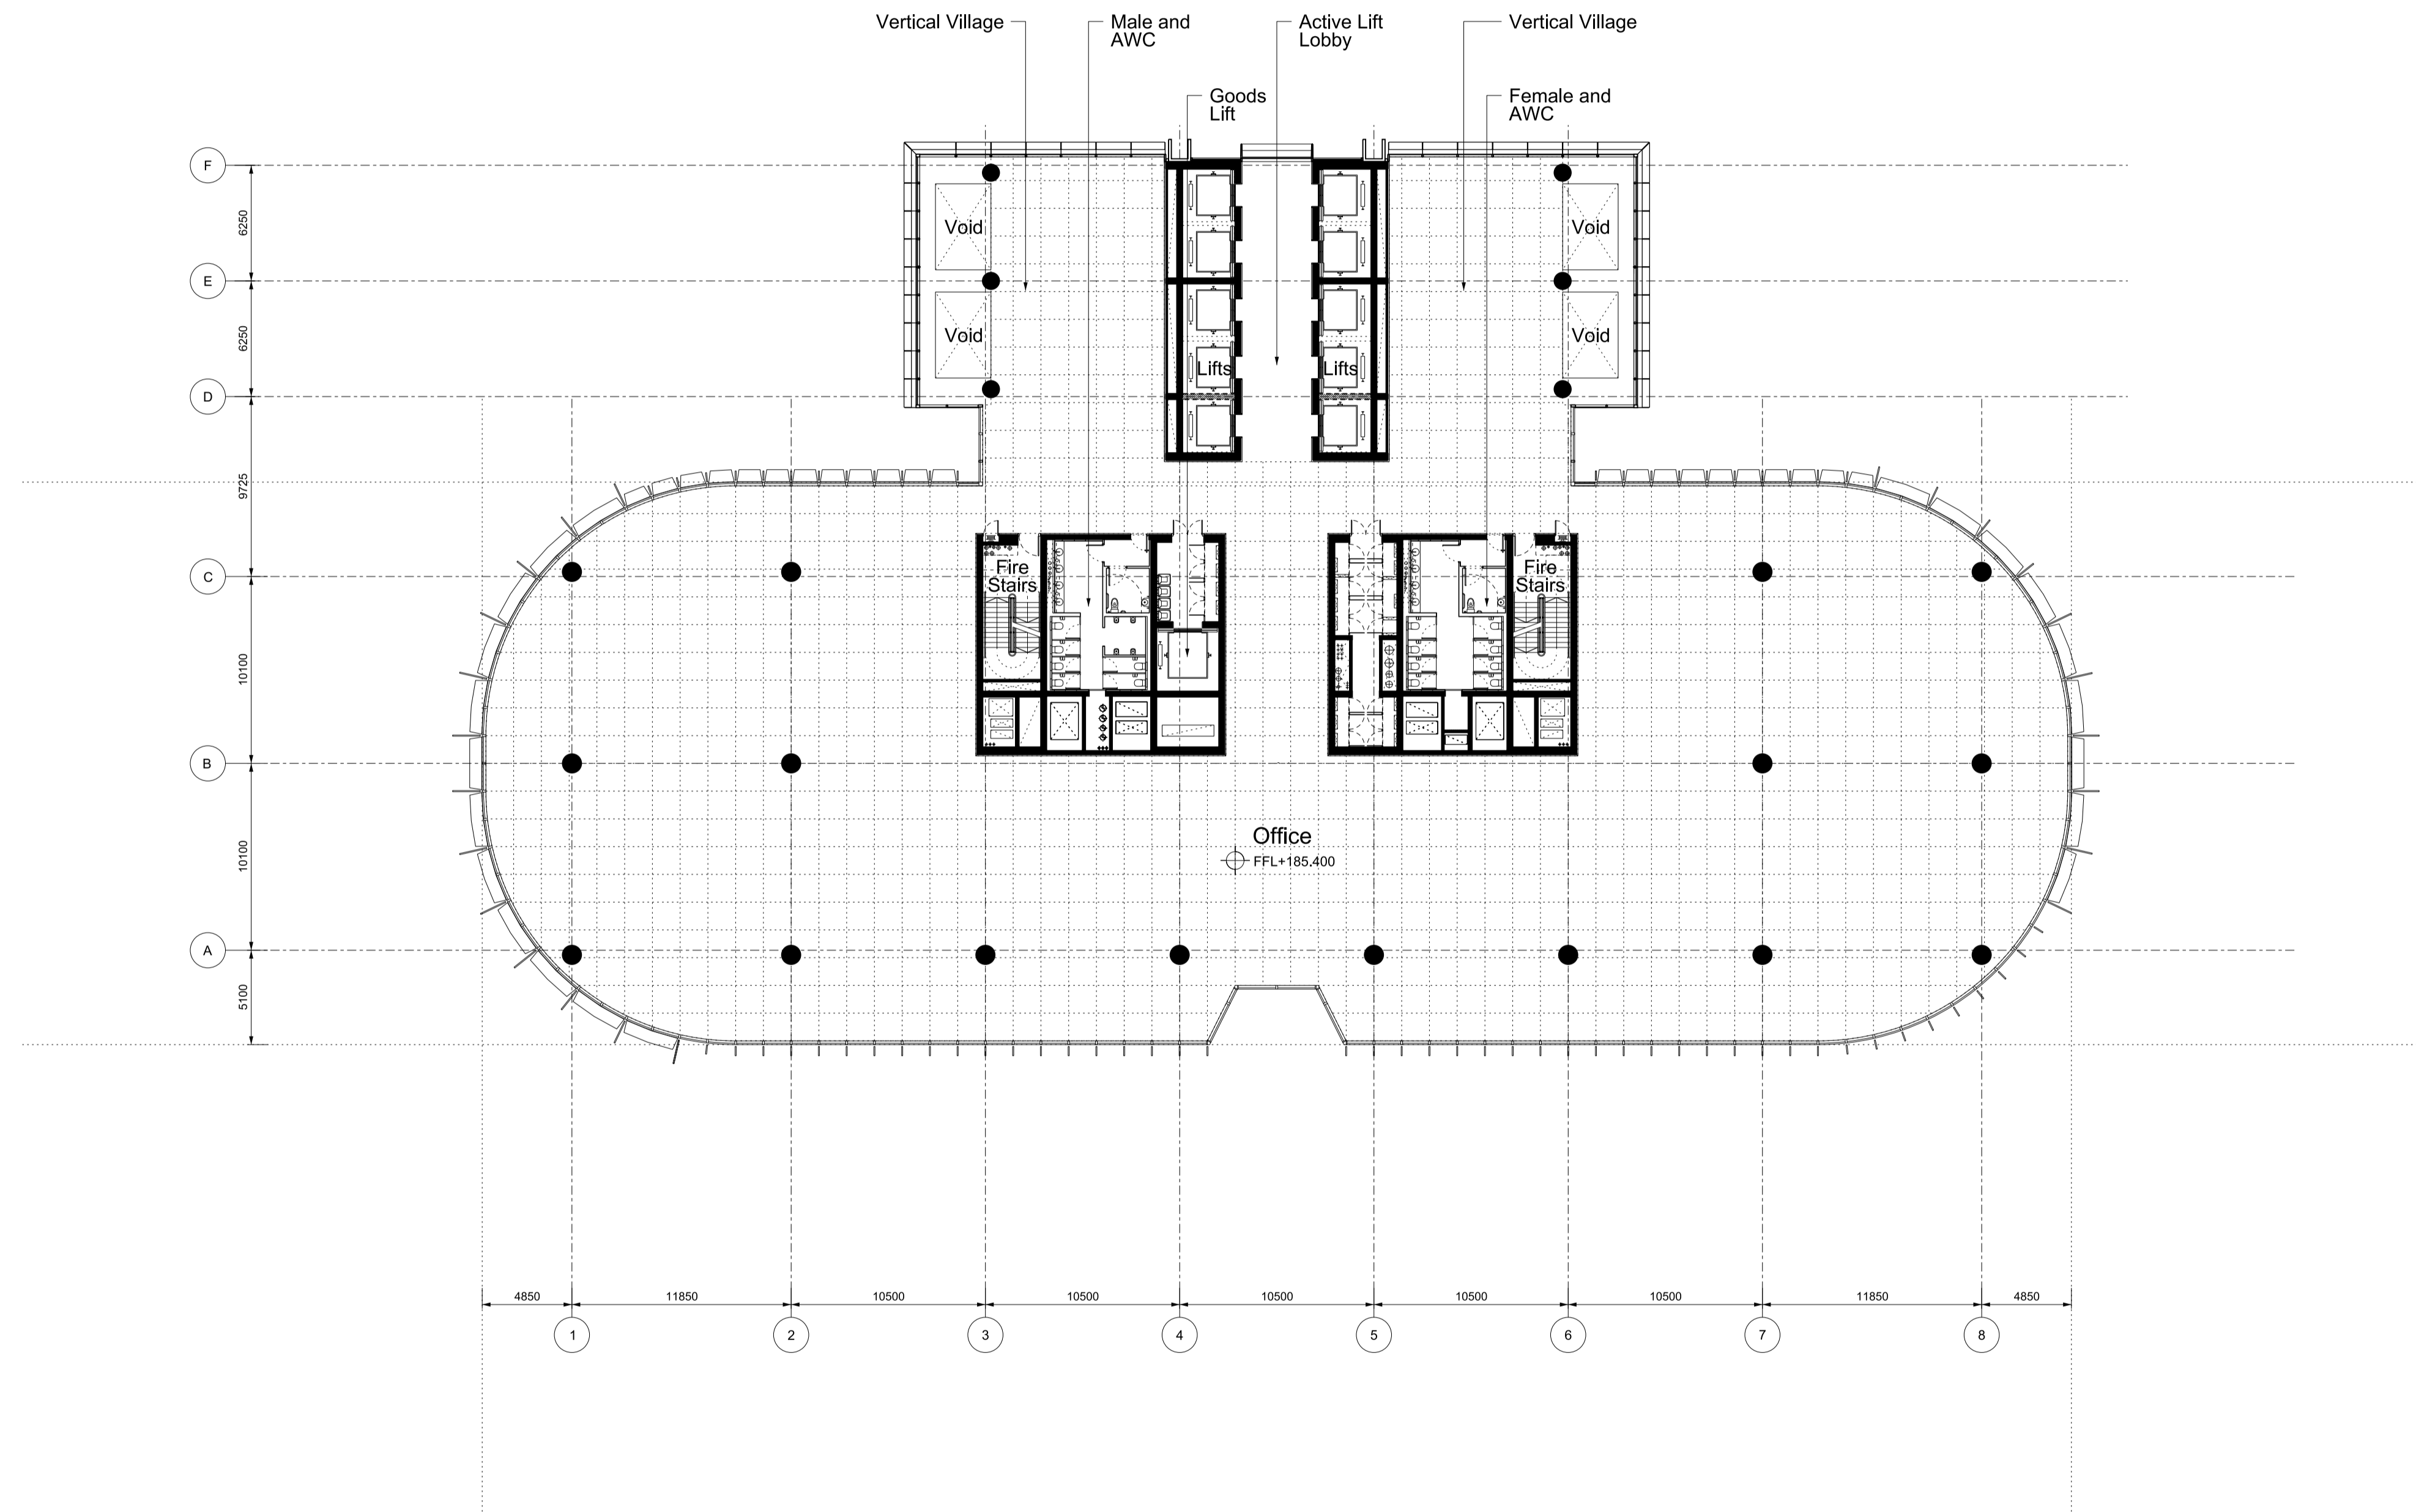 Vertical Village
Male and
AWC
Active Lift
Lobby
Vertical Village
Goods
Lift
Female and
AWC
F
6250
Void
Void
E
6250
Void
Void
Lifts
Lifts
D
9725
C
Fire
Stairs
Fire
Stairs
10100
B
10100
Office
FFL+185.400
A
5100
4850
11850
10500
10500
10500
10500
10500
11850
4850
1
2
3
4
5
6
7
8